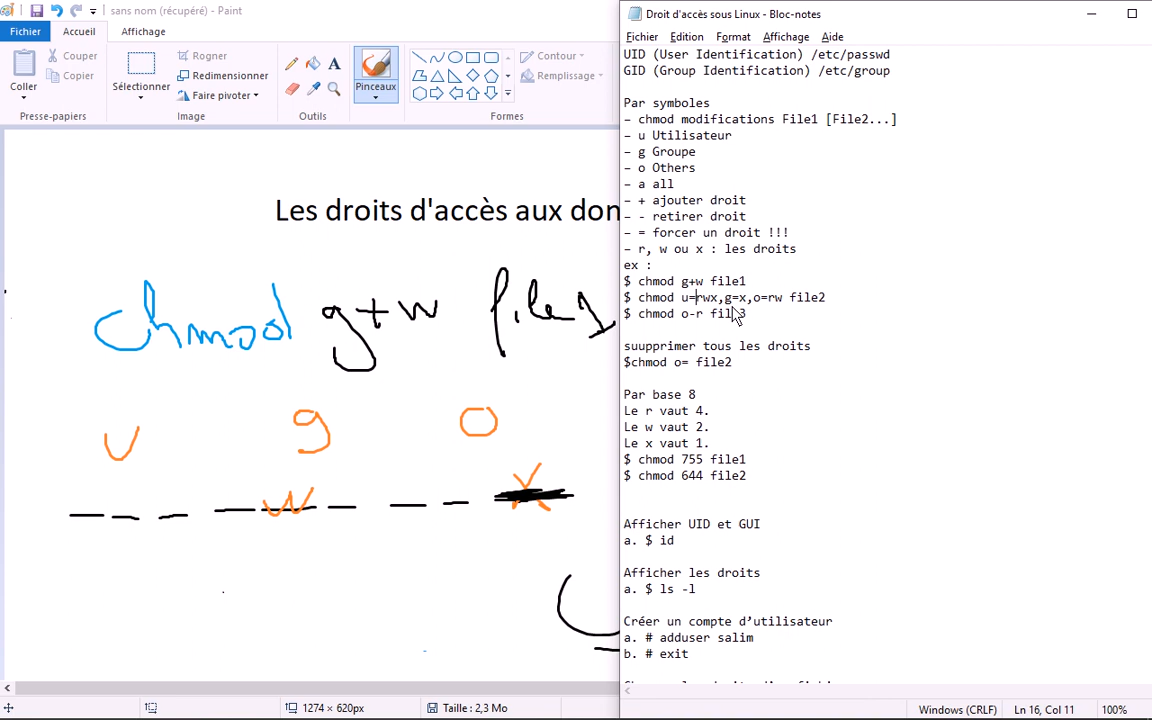 sans nom (récupéré) - Paint
Fichier
Accueil
Affichage
Coller
Couper
Copier
Presse-papiers
Sélectionner
Rogner
Redimensionner
Faire pivoter
Image
A
Outils
Pinceaux
Contour
Remplissage
Formes
Les droits d'accès aux don
chmod g+w file1
u g o
w x
1274 × 620px
Taille : 2,3 Mo
Droit d'accès sous Linux - Bloc-notes
Fichier Edition Format Affichage Aide
UID (User Identification) /etc/passwd
GID (Group Identification) /etc/group
Par symboles
– chmod modifications File1 [File2...]
– u Utilisateur
– g Groupe
– o Others
– a all
– + ajouter droit
– - retirer droit
– = forcer un droit !!!
– r, w ou x : les droits
ex :
$ chmod g+w file1
$ chmod u=rwx,g=x,o=rw file2
$ chmod o-r file3
suupprimer tous les droits
$chmod o= file2
Par base 8
Le r vaut 4.
Le w vaut 2.
Le x vaut 1.
$ chmod 755 file1
$ chmod 644 file2
Afficher UID et GUI
a. $ id
Afficher les droits
a. $ ls -l
Créer un compte d’utilisateur
a. # adduser salim
b. # exit
Windows (CRLF)
Ln 16, Col 11
100%